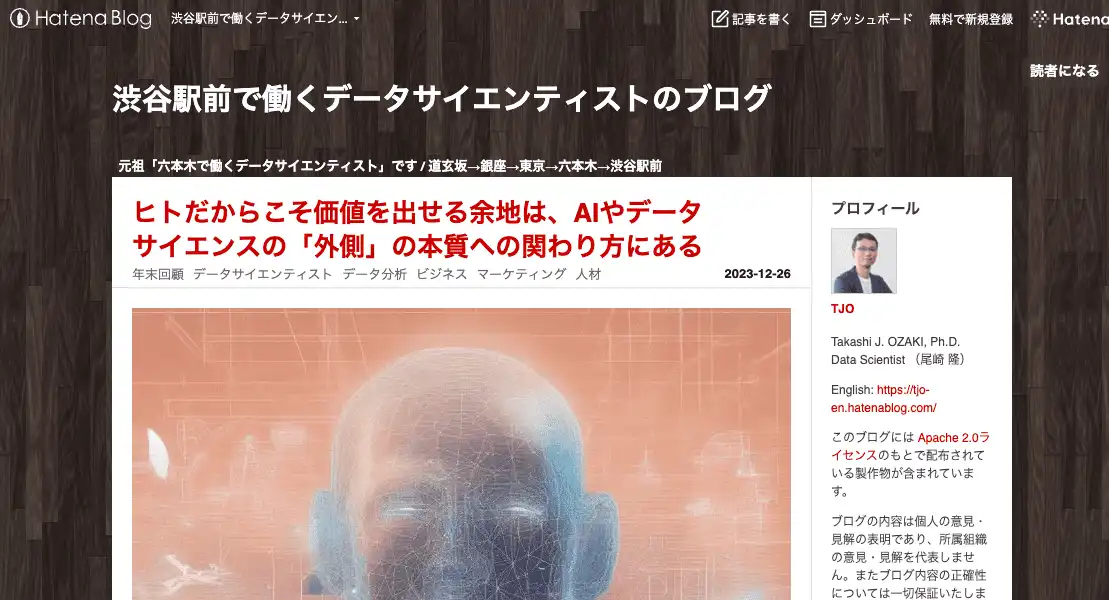 Hatena Blog
渋谷駅前で働くデータサイエン...
記事を書く
ダッシュボード
無料で新規登録
Hatena
読者になる
渋谷駅前で働くデータサイエンティストのブログ
元祖「六本木で働くデータサイエンティスト」です / 道玄坂→銀座→東京→六本木→渋谷駅前
ヒトだからこそ価値を出せる余地は、AIやデータ
サイエンスの「外側」の本質への関わり方にある
年末回顧 データサイエンティスト データ分析 ビジネス マーケティング 人材
2023-12-26
プロフィール
TJO
Takashi J. OZAKI, Ph.D.
Data Scientist （尾崎 隆）
English: https://tjo-
en.hatenablog.com/
このブログには Apache 2.0ラ
イセンスのもとで配布されて
いる製作物が含まれていま
す。
ブログの内容は個人の意見・
見解の表明であり、所属組織
の意見・見解を代表しませ
ん。またブログ内容の正確性
については一切保証いたしま